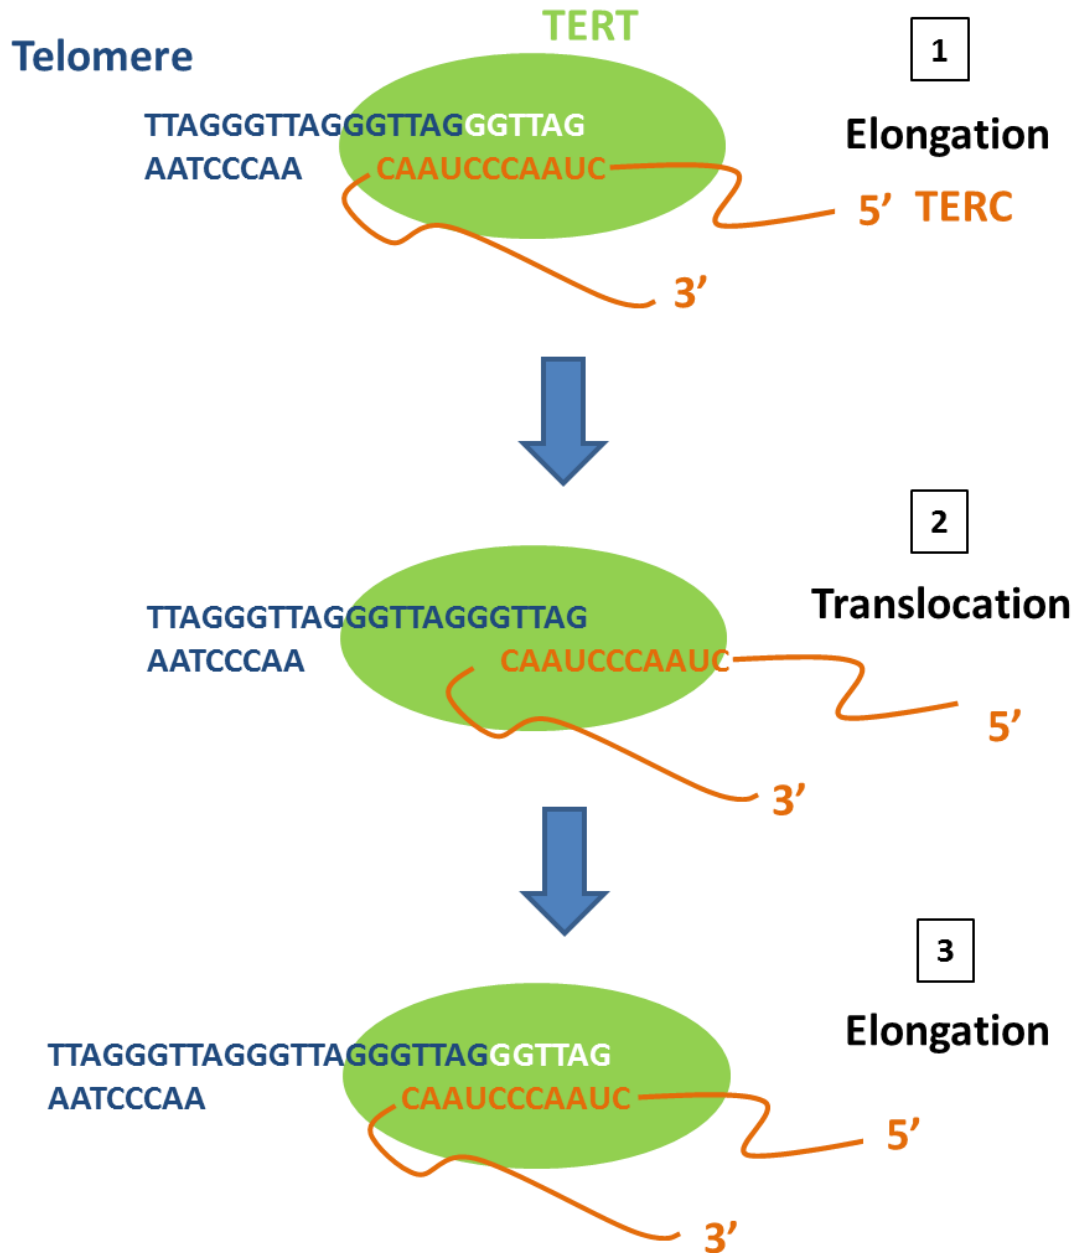 TERT
Telomere
1
TTAGGGTTAGGGTTAGGGTTAG
Elongation
AATCCCAA CAAUCCCAAUC
5’ TERC
3’
2
Translocation
TTAGGGTTAGGGTTAGGGTTAG
AATCCCAA CAAUCCCAAUC
5’
3’
3
Elongation
TTAGGGTTAGGGTTAGGGTTAGGGTTAG
AATCCCAA CAAUCCCAAUC
5’
3’